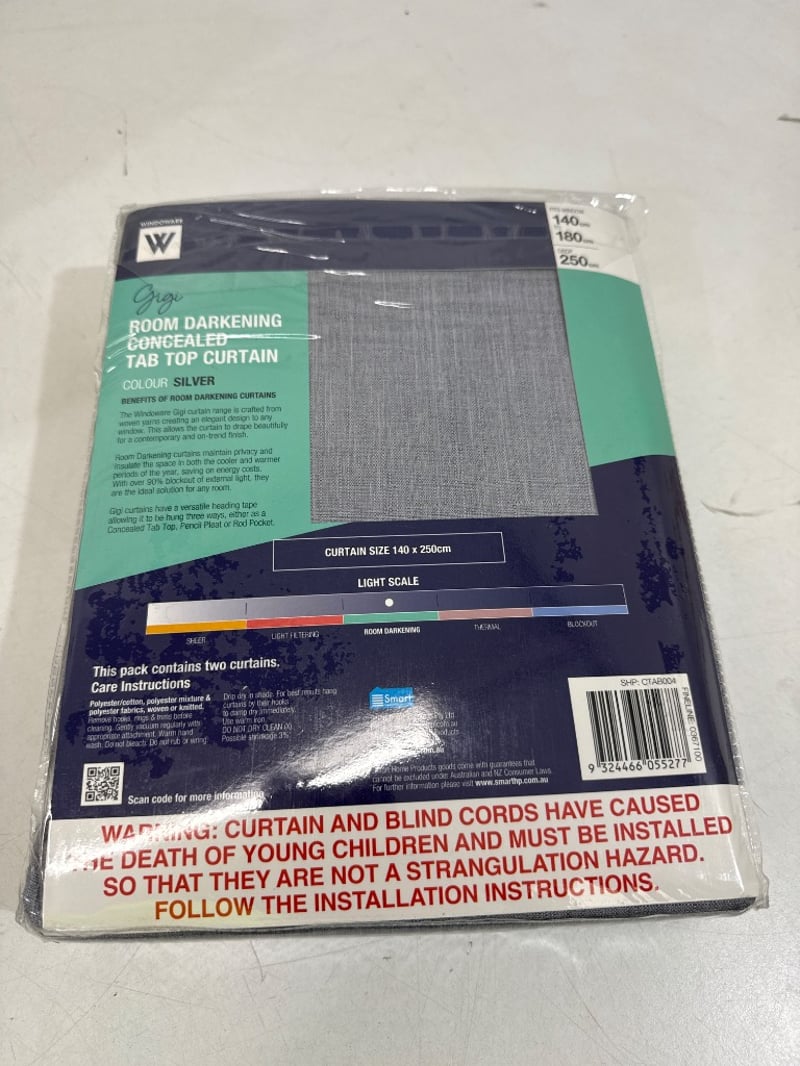 WINDOWARE
W
140
180
250
Gigi
ROOM DARKENING
CONCEALED
TAB TOP CURTAIN
COLOUR SILVER
BENEFITS OF ROOM DARKENING CURTAINS
The Windoware Gigi curtain range is crafted from
woven yarns creating an elegant design to any
window. This allows the curtain to drape beautifully
for a contemporary and on-trend finish.
Room Darkening curtains maintain privacy and
insulate the space in both the cooler and warmer
periods of the year, saving on energy costs.
With over 90% blockout of external light, they
are the ideal solution for any room.
Gigi curtains have a versatile heading tape
allowing it to be hung three ways, either as a
Concealed Tab Top, Pencil Pleat or Rod Pocket.
CURTAIN SIZE 140 x 250cm
LIGHT SCALE
SHEER
LIGHT FILTERING
ROOM DARKENING
THERMAL
BLOCKOUT
This pack contains two curtains.
Care Instructions
Polyester/cotton, polyester mixture &
polyester fabrics, woven or knitted.
Remove hooks, rings & trims before
cleaning. Gently vacuum regularly with
appropriate attachment. Warm hand
wash. Do not bleach. Do not rub or wring.
Drip dry in shade. For best results hang
curtains by their hooks
to damp dry immediately.
Use warm iron.
DO NOT DRY CLEAN
Possible shrinkage 3%
Smart
Pty Ltd
Home Products goods come with guarantees that
cannot be excluded under Australian and NZ Consumer Laws.
For further information please visit www.smarthp.com.au
SHP: CTAB004
FINELINE: C067100
9 324466 055277
Scan code for more information
WARNING: CURTAIN AND BLIND CORDS HAVE CAUSED
THE DEATH OF YOUNG CHILDREN AND MUST BE INSTALLED
SO THAT THEY ARE NOT A STRANGULATION HAZARD.
FOLLOW THE INSTALLATION INSTRUCTIONS.